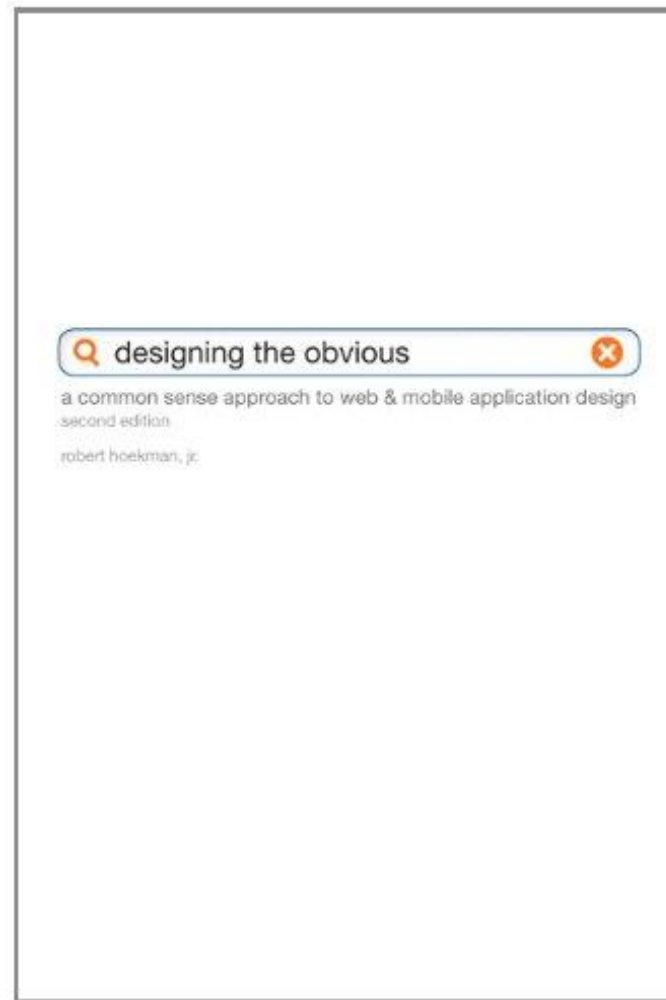 designing the obvious
a common sense approach to web & mobile application design
second edition
robert hoekman, jr.